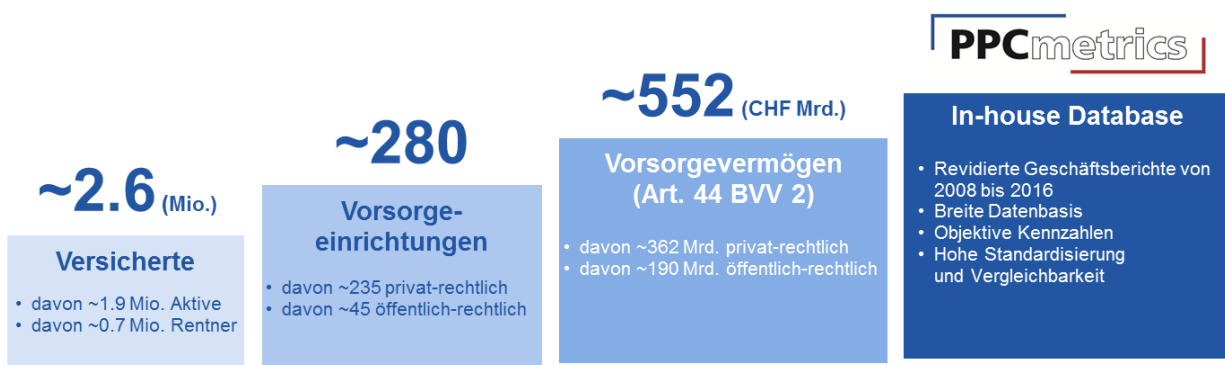 ~2.6 (Mio.)
Versicherte
• davon ~1.9 Mio. Aktive
• davon ~0.7 Mio. Rentner
~280
Vorsorge-
einrichtungen
• davon ~235 privat-rechtlich
• davon ~45 öffentlich-rechtlich
~552 (CHF Mrd.)
Vorsorgevermögen
(Art. 44 BVV 2)
• davon ~362 Mrd. privat-rechtlich
• davon ~190 Mrd. öffentlich-rechtlich
PPCmetrics
In-house Database
• Revidierte Geschäftsberichte von
2008 bis 2016
• Breite Datenbasis
• Objektive Kennzahlen
• Hohe Standardisierung
und Vergleichbarkeit